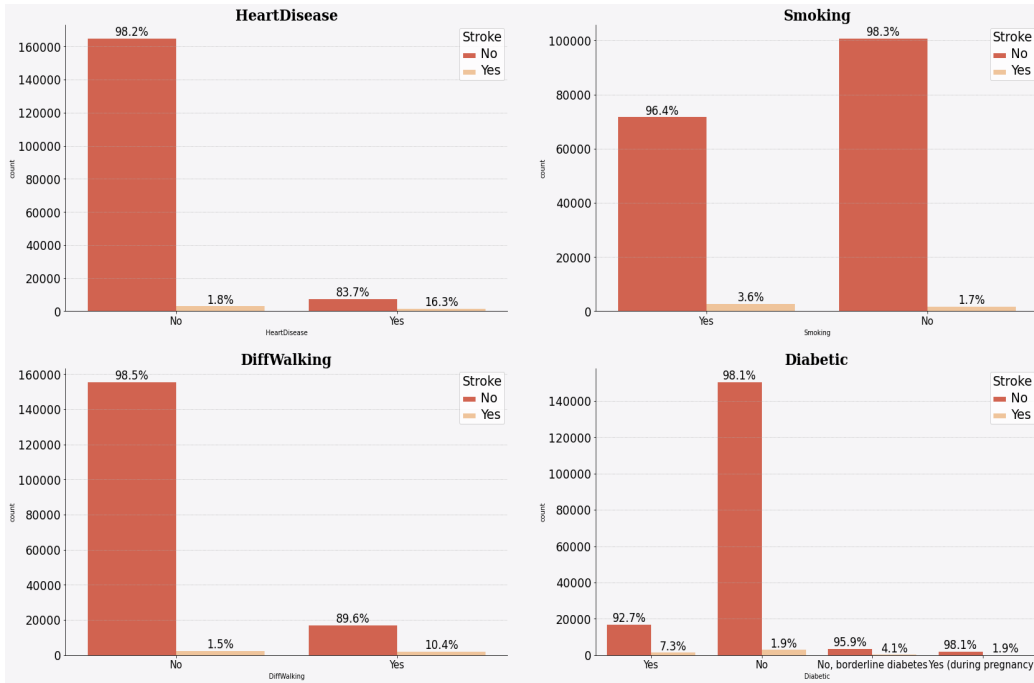 HeartDisease
160000
140000
120000
100000
80000
60000
40000
20000
0
count
98.2%
1.8%
83.7%
16.3%
Stroke
No
Yes
No
Yes
HeartDisease
Smoking
100000
80000
60000
40000
20000
0
count
96.4%
3.6%
98.3%
1.7%
Stroke
No
Yes
Yes
No
Smoking
DiffWalking
160000
140000
120000
100000
80000
60000
40000
20000
0
count
98.5%
1.5%
89.6%
10.4%
Stroke
No
Yes
No
Yes
DiffWalking
Diabetic
140000
120000
100000
80000
60000
40000
20000
0
count
92.7%
7.3%
98.1%
1.9%
95.9%
4.1%
98.1%
1.9%
Stroke
No
Yes
Yes
No
No, borderline diabetes
Yes (during pregnancy
Diabetic